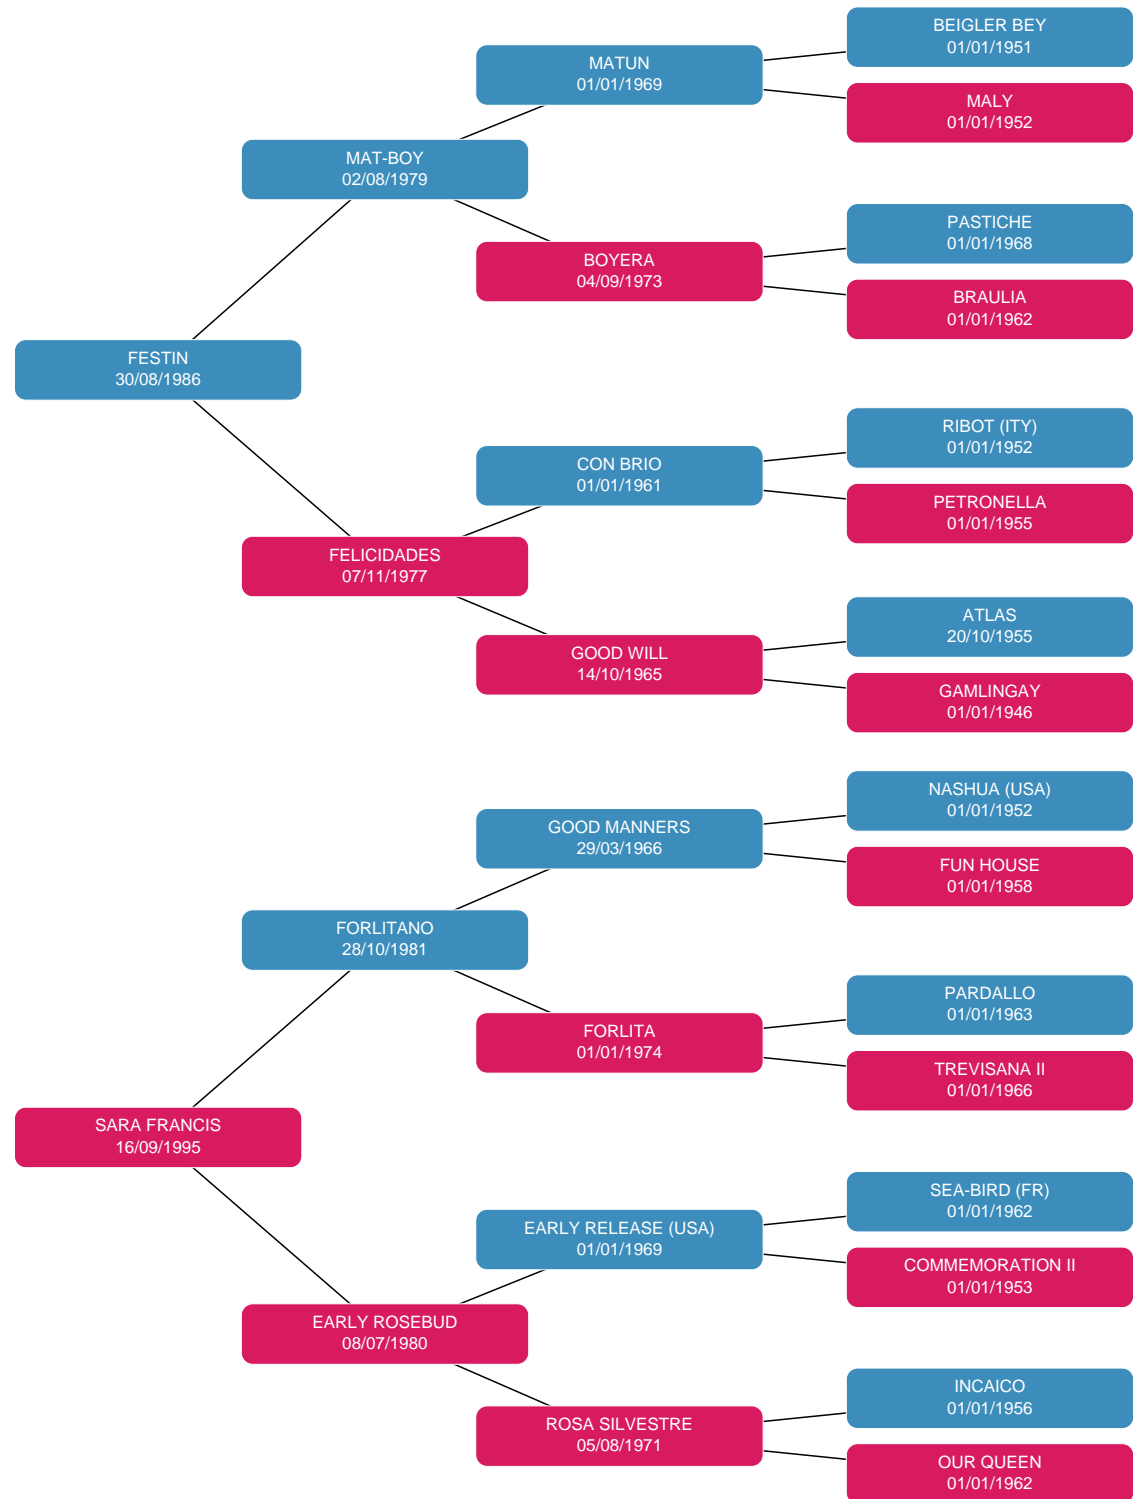 BEIGLER BEY
01/01/1951
MATUN
01/01/1969
MALY
01/01/1952
MAT-BOY
02/08/1979
PASTICHE
01/01/1968
BOYERA
04/09/1973
BRAULIA
01/01/1962
FESTIN
30/08/1986
RIBOT (ITY)
01/01/1952
CON BRIO
01/01/1961
PETRONELLA
01/01/1955
FELICIDADES
07/11/1977
ATLAS
20/10/1955
GOOD WILL
14/10/1965
GAMLINGAY
01/01/1946
NASHUA (USA)
01/01/1952
GOOD MANNERS
29/03/1966
FUN HOUSE
01/01/1958
FORLITANO
28/10/1981
PARDALLO
01/01/1963
FORLITA
01/01/1974
TREVISANA II
01/01/1966
SARA FRANCIS
16/09/1995
SEA-BIRD (FR)
01/01/1962
EARLY RELEASE (USA)
01/01/1969
COMMEMORATION II
01/01/1953
EARLY ROSEBUD
08/07/1980
INCAICO
01/01/1956
ROSA SILVESTRE
05/08/1971
OUR QUEEN
01/01/1962